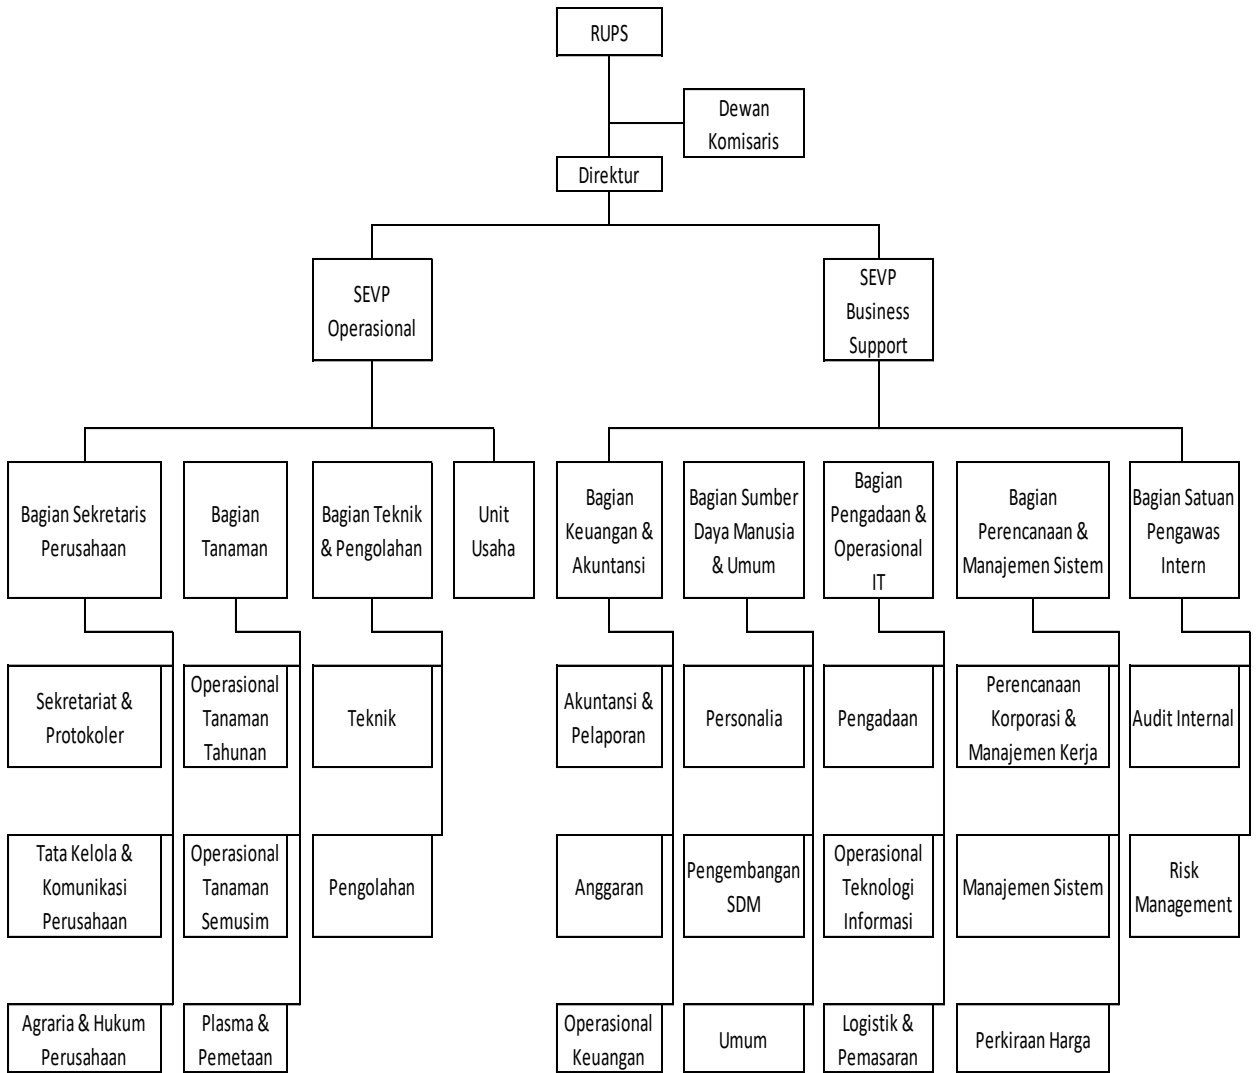 RUPS
Dewan
Komisaris
Direktur
SEVP
Operasional
SEVP
Business
Support
Bagian Sekretaris
Perusahaan
Bagian
Tanaman
Bagian Teknik
& Pengolahan
Unit
Usaha
Bagian
Keuangan &
Akuntansi
Bagian Sumber
Daya Manusia
& Umum
Bagian
Pengadaan &
Operasional
IT
Bagian
Perencanaan &
Manajemen Sistem
Bagian Satuan
Pengawas
Intern
Sekretariat &
Protokoler
Operasional
Tanaman
Tahunan
Teknik
Akuntansi &
Pelaporan
Personalia
Pengadaan
Perencanaan
Korporasi &
Manajemen Kerja
Audit Internal
Tata Kelola &
Komunikasi
Perusahaan
Operasional
Tanaman
Semusim
Pengolahan
Anggaran
Pengembangan
SDM
Operasional
Teknologi
Informasi
Manajemen Sistem
Risk
Management
Agraria & Hukum
Perusahaan
Plasma &
Pemetaan
Operasional
Keuangan
Umum
Logistik &
Pemasaran
Perkiraan Harga